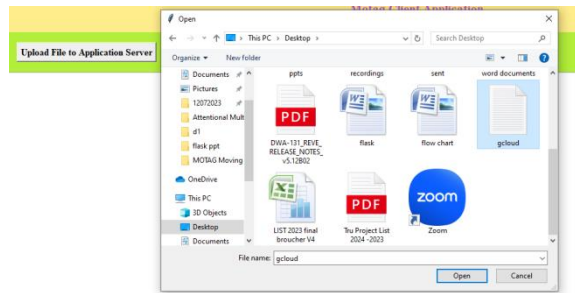 Motag Client Application
Upload File to Application Server
Open
This PC
Desktop
Search Desktop
Organize
New folder
Documents
Pictures
12072023
Attentional Mult
d1
flask ppt
MOTAG Moving
OneDrive
This PC
3D Objects
Desktop
Documents
ppts
recordings
sent
word documents
PDF
DWA-131_REVE_
RELEASE_NOTES_
v5.12B02
flask
flow chart
gcloud
LIST 2023 final
broucher V4
PDF
Tru Project List
2024 -2023
zoom
Zoom
File name: gcloud
Open
Cancel